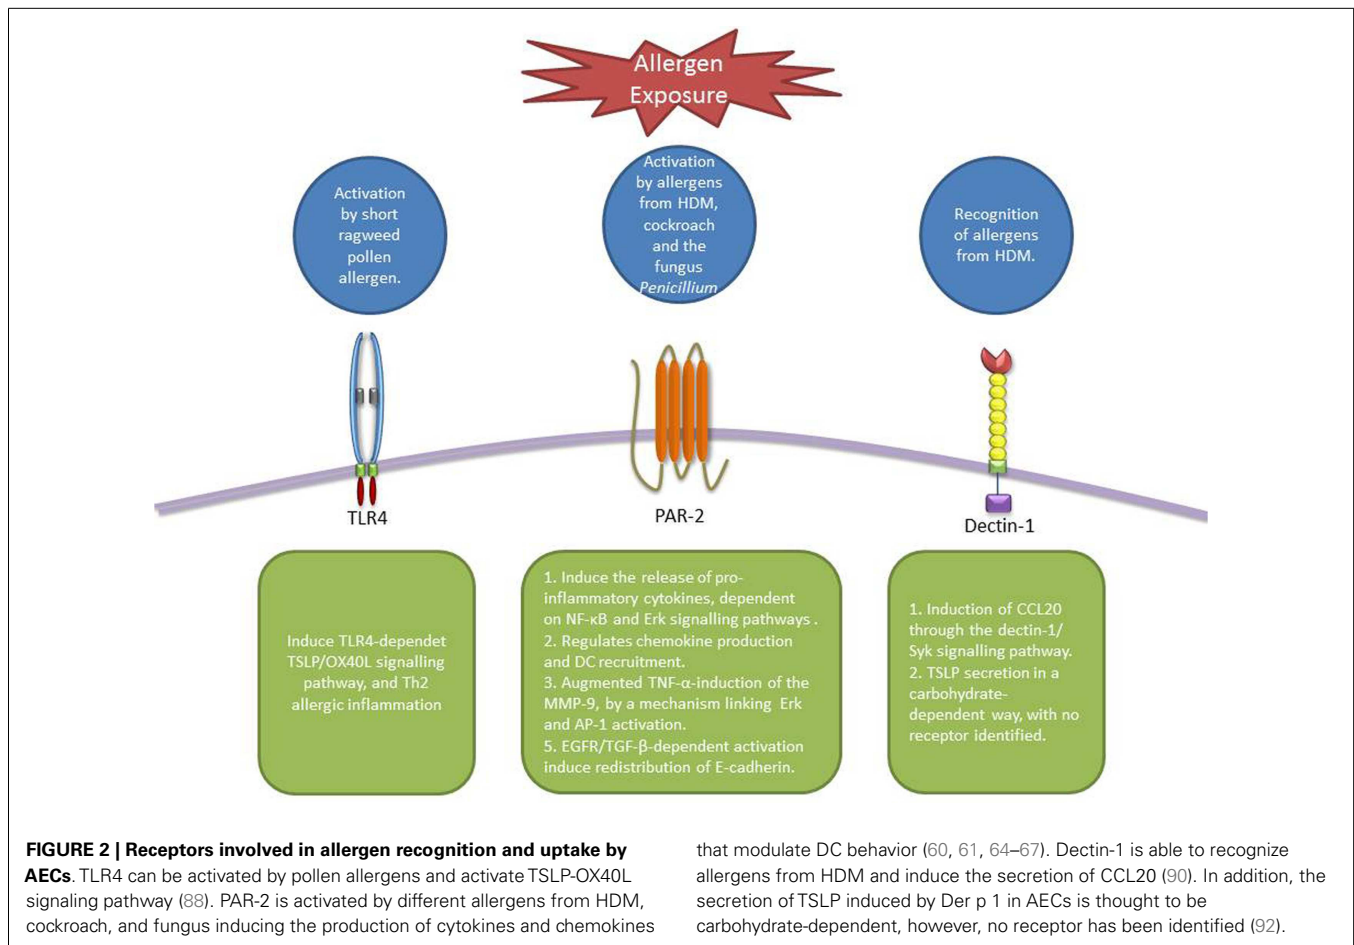 Allergen
Exposure
Activation
by short
ragweed
pollen
allergen.
Activation
by allergens
from HDM,
cockroach
and the
fungus
Penicillium
Recognition
of allergens
from HDM.
TLR4
PAR-2
Dectin-1
Induce TLR4-dependet
TSLP/OX40L signalling
pathway, and Th2
allergic inflammation
1. Induce the release of pro-
inflammatory cytokines, dependent
on NF-κB and Erk signalling pathways .
2. Regulates chemokine production
and DC recruitment.
3. Augmented TNF-α-induction of the
MMP-9, by a mechanism linking Erk
and AP-1 activation.
5. EGFR/TGF-β-dependent activation
induce redistribution of E-cadherin.
1. Induction of CCL20
through the dectin-1/
Syk signalling pathway.
2. TSLP secretion in a
carbohydrate-
dependent way, with no
receptor identified.
FIGURE 2 | Receptors involved in allergen recognition and uptake by
AECs. TLR4 can be activated by pollen allergens and activate TSLP-OX40L
signaling pathway (88). PAR-2 is activated by different allergens from HDM,
cockroach, and fungus inducing the production of cytokines and chemokines
that modulate DC behavior (60, 61, 64–67). Dectin-1 is able to recognize
allergens from HDM and induce the secretion of CCL20 (90). In addition, the
secretion of TSLP induced by Der p 1 in AECs is thought to be
carbohydrate-dependent, however, no receptor has been identified (92).